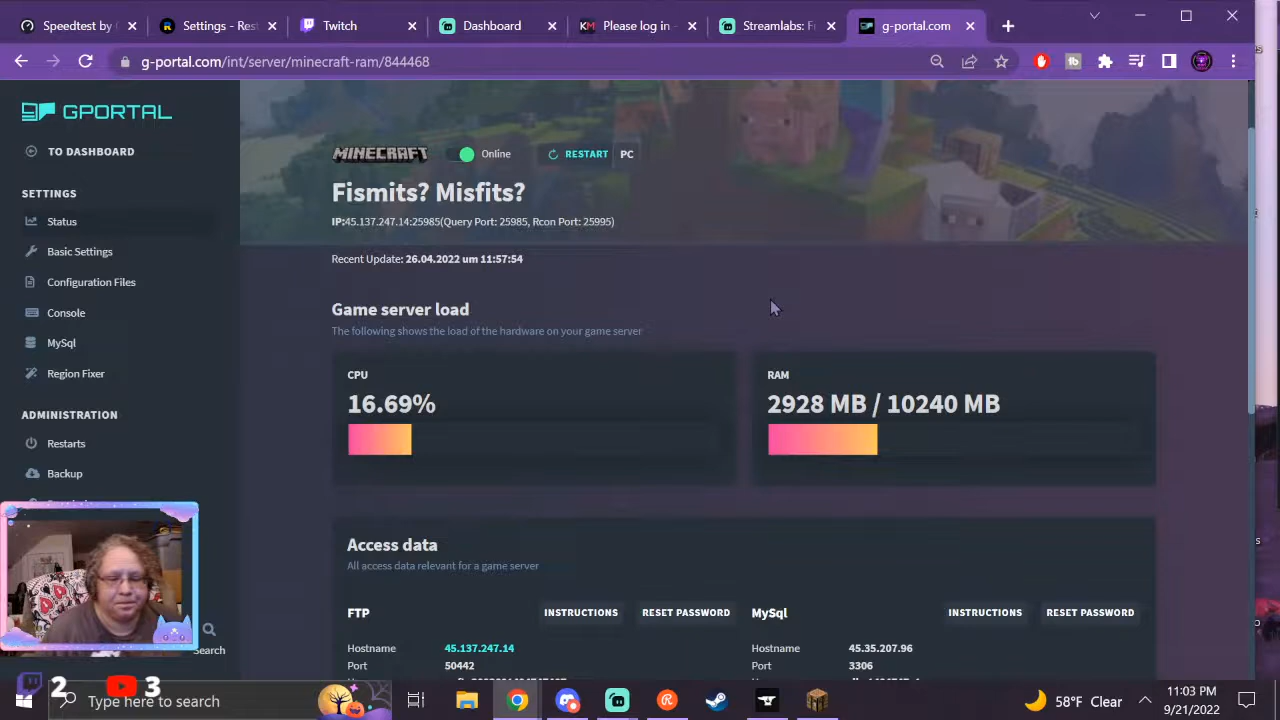 Speedtest by
Settings - Res
Twitch
Dashboard
Please log in -
Streamlabs: F
g-portal.com
g-portal.com/int/server/minecraft-ram/844468
GPORTAL
TO DASHBOARD
SETTINGS
Status
Basic Settings
Configuration Files
Console
MySql
Region Fixer
ADMINISTRATION
Restarts
Backup
MINECRAFT
Online
RESTART
PC
Fismits? Misfits?
IP:45.137.247.14:25985(Query Port: 25985, Rcon Port: 25995)
Recent Update: 26.04.2022 um 11:57:54
Game server load
The following shows the load of the hardware on your game server
CPU
16.69%
RAM
2928 MB / 10240 MB
Access data
All access data relevant for a game server
FTP
INSTRUCTIONS
RESET PASSWORD
MySql
INSTRUCTIONS
RESET PASSWORD
Hostname
45.137.247.14
Hostname
45.35.207.96
Port
50442
Port
3306
Search
2
3
Type here to search
58°F Clear
11:03 PM
9/21/2022